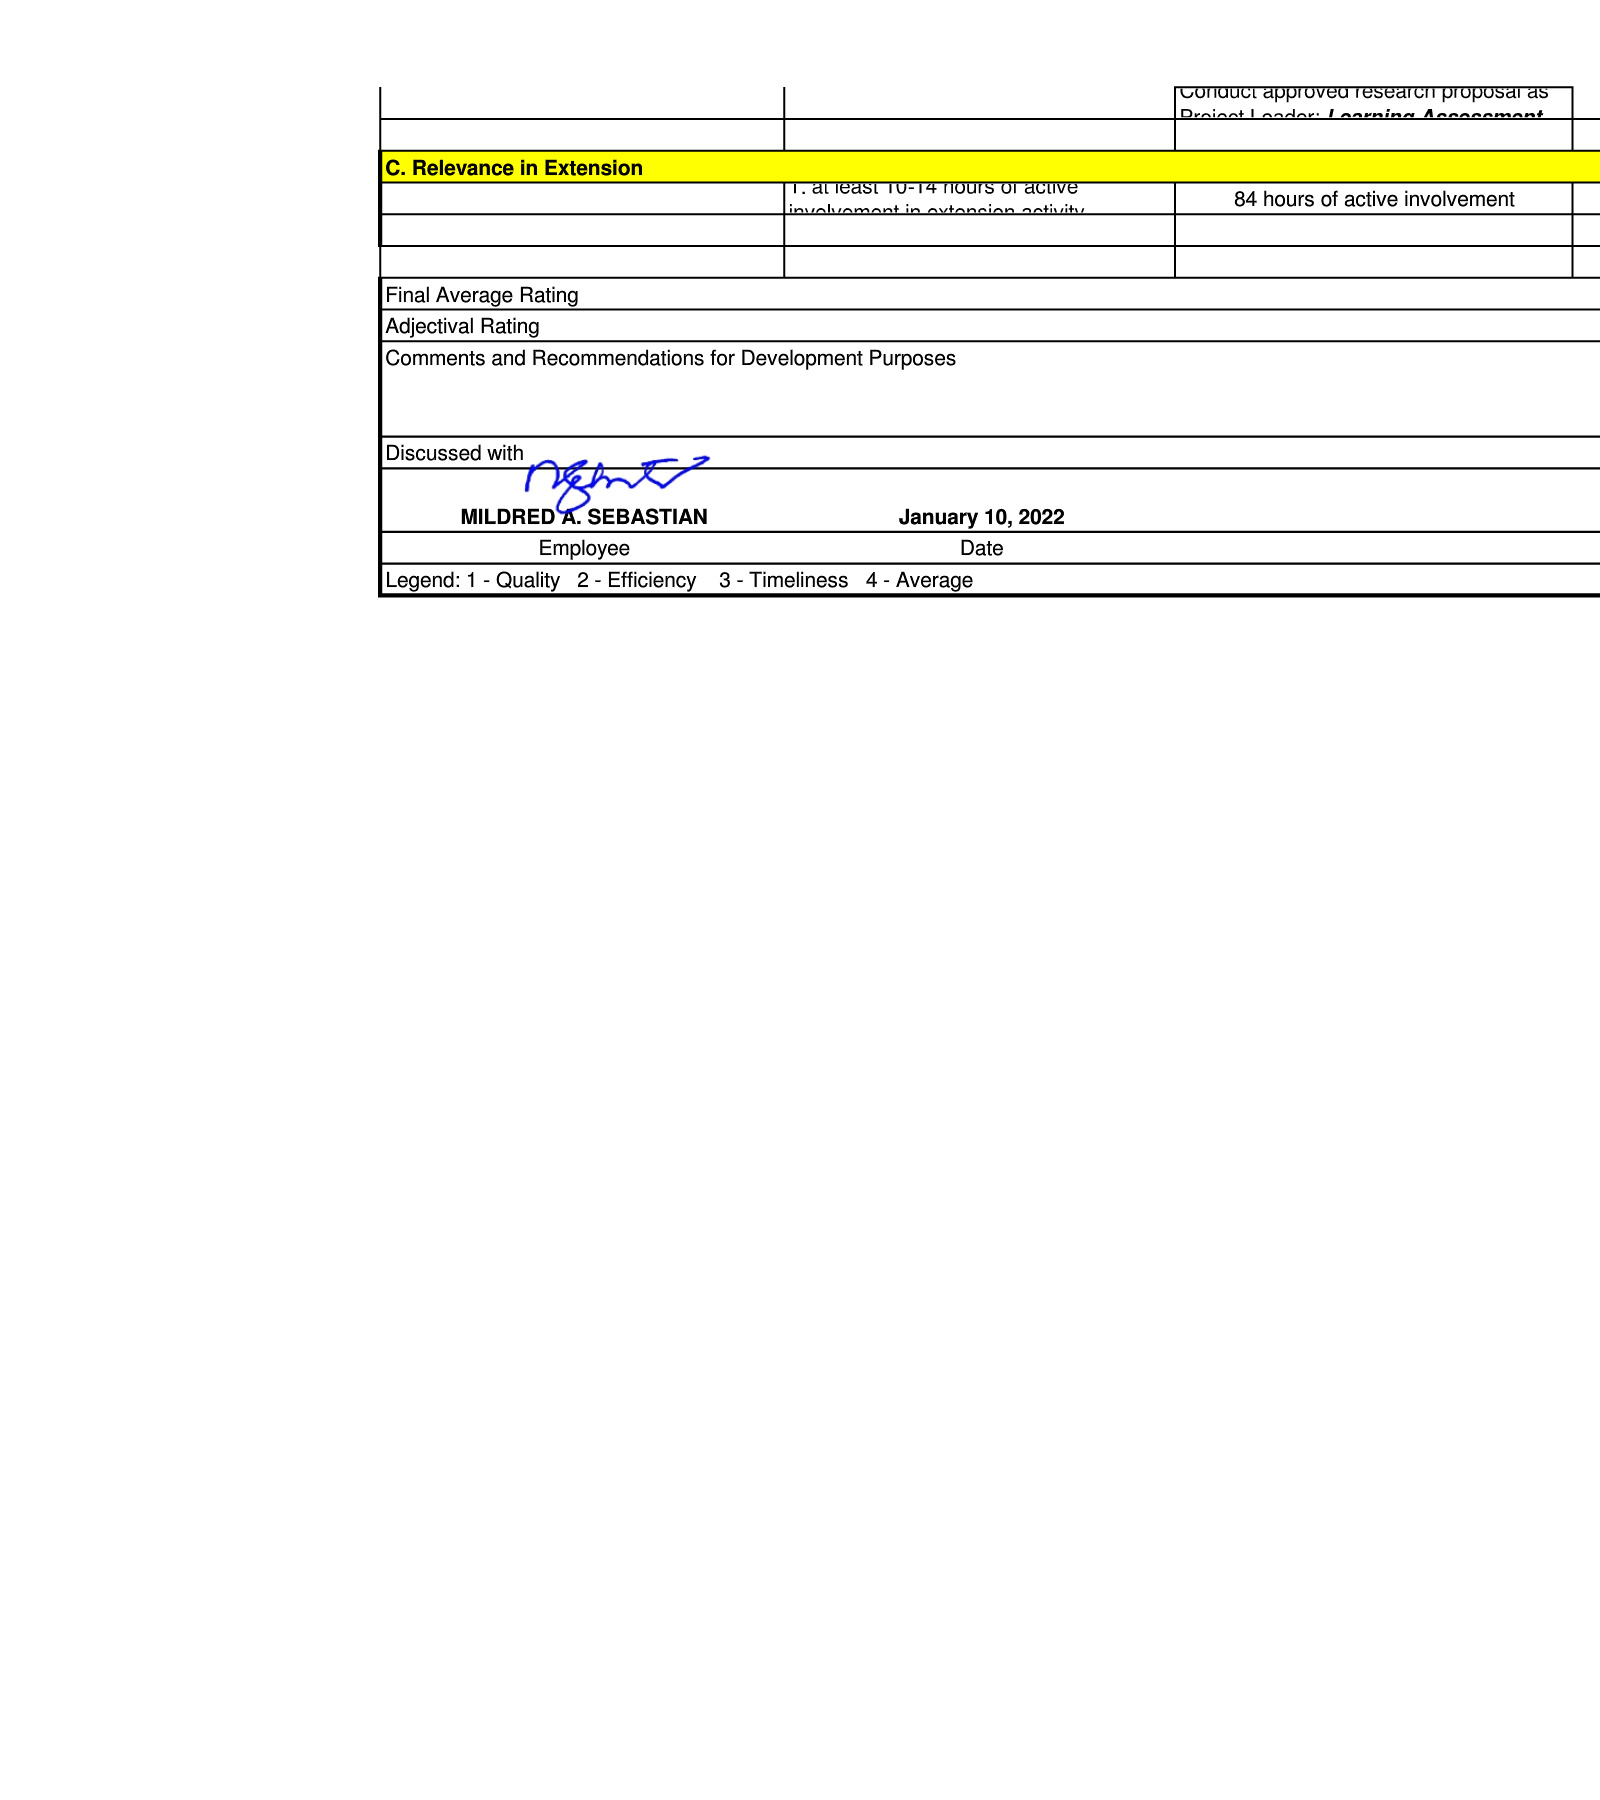 Conduct approved research proposal as
Project Leader: Learning Assessment
C. Relevance in Extension
1. at least 10-14 hours of active
involvement in extension activity
84 hours of active involvement
Final Average Rating
Adjectival Rating
Comments and Recommendations for Development Purposes
Discussed with
MILDRED A. SEBASTIAN January 10, 2022
Employee Date
Legend: 1 - Quality 2 - Efficiency 3 - Timeliness 4 - Average